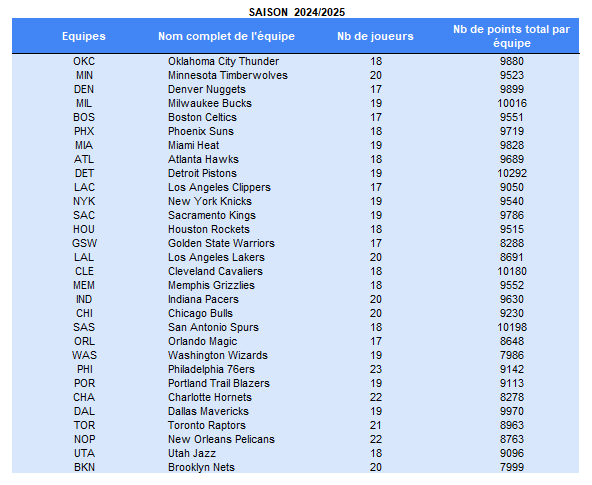 SAISON 2024/2025
Equipes Nom complet de l'équipe Nb de joueurs Nb de points total par équipe
OKC Oklahoma City Thunder 18 9880
MIN Minnesota Timberwolves 20 9523
DEN Denver Nuggets 17 9899
MIL Milwaukee Bucks 19 10016
BOS Boston Celtics 17 9551
PHX Phoenix Suns 18 9719
MIA Miami Heat 19 9828
ATL Atlanta Hawks 18 9689
DET Detroit Pistons 19 10292
LAC Los Angeles Clippers 17 9050
NYK New York Knicks 19 9540
SAC Sacramento Kings 19 9786
HOU Houston Rockets 18 9515
GSW Golden State Warriors 17 8288
LAL Los Angeles Lakers 20 8691
CLE Cleveland Cavaliers 18 10180
MEM Memphis Grizzlies 18 9552
IND Indiana Pacers 20 9630
CHI Chicago Bulls 20 9230
SAS San Antonio Spurs 18 10198
ORL Orlando Magic 17 8648
WAS Washington Wizards 19 7986
PHI Philadelphia 76ers 23 9142
POR Portland Trail Blazers 19 9113
CHA Charlotte Hornets 22 8278
DAL Dallas Mavericks 19 9970
TOR Toronto Raptors 21 8963
NOP New Orleans Pelicans 22 8763
UTA Utah Jazz 18 9096
BKN Brooklyn Nets 20 7999